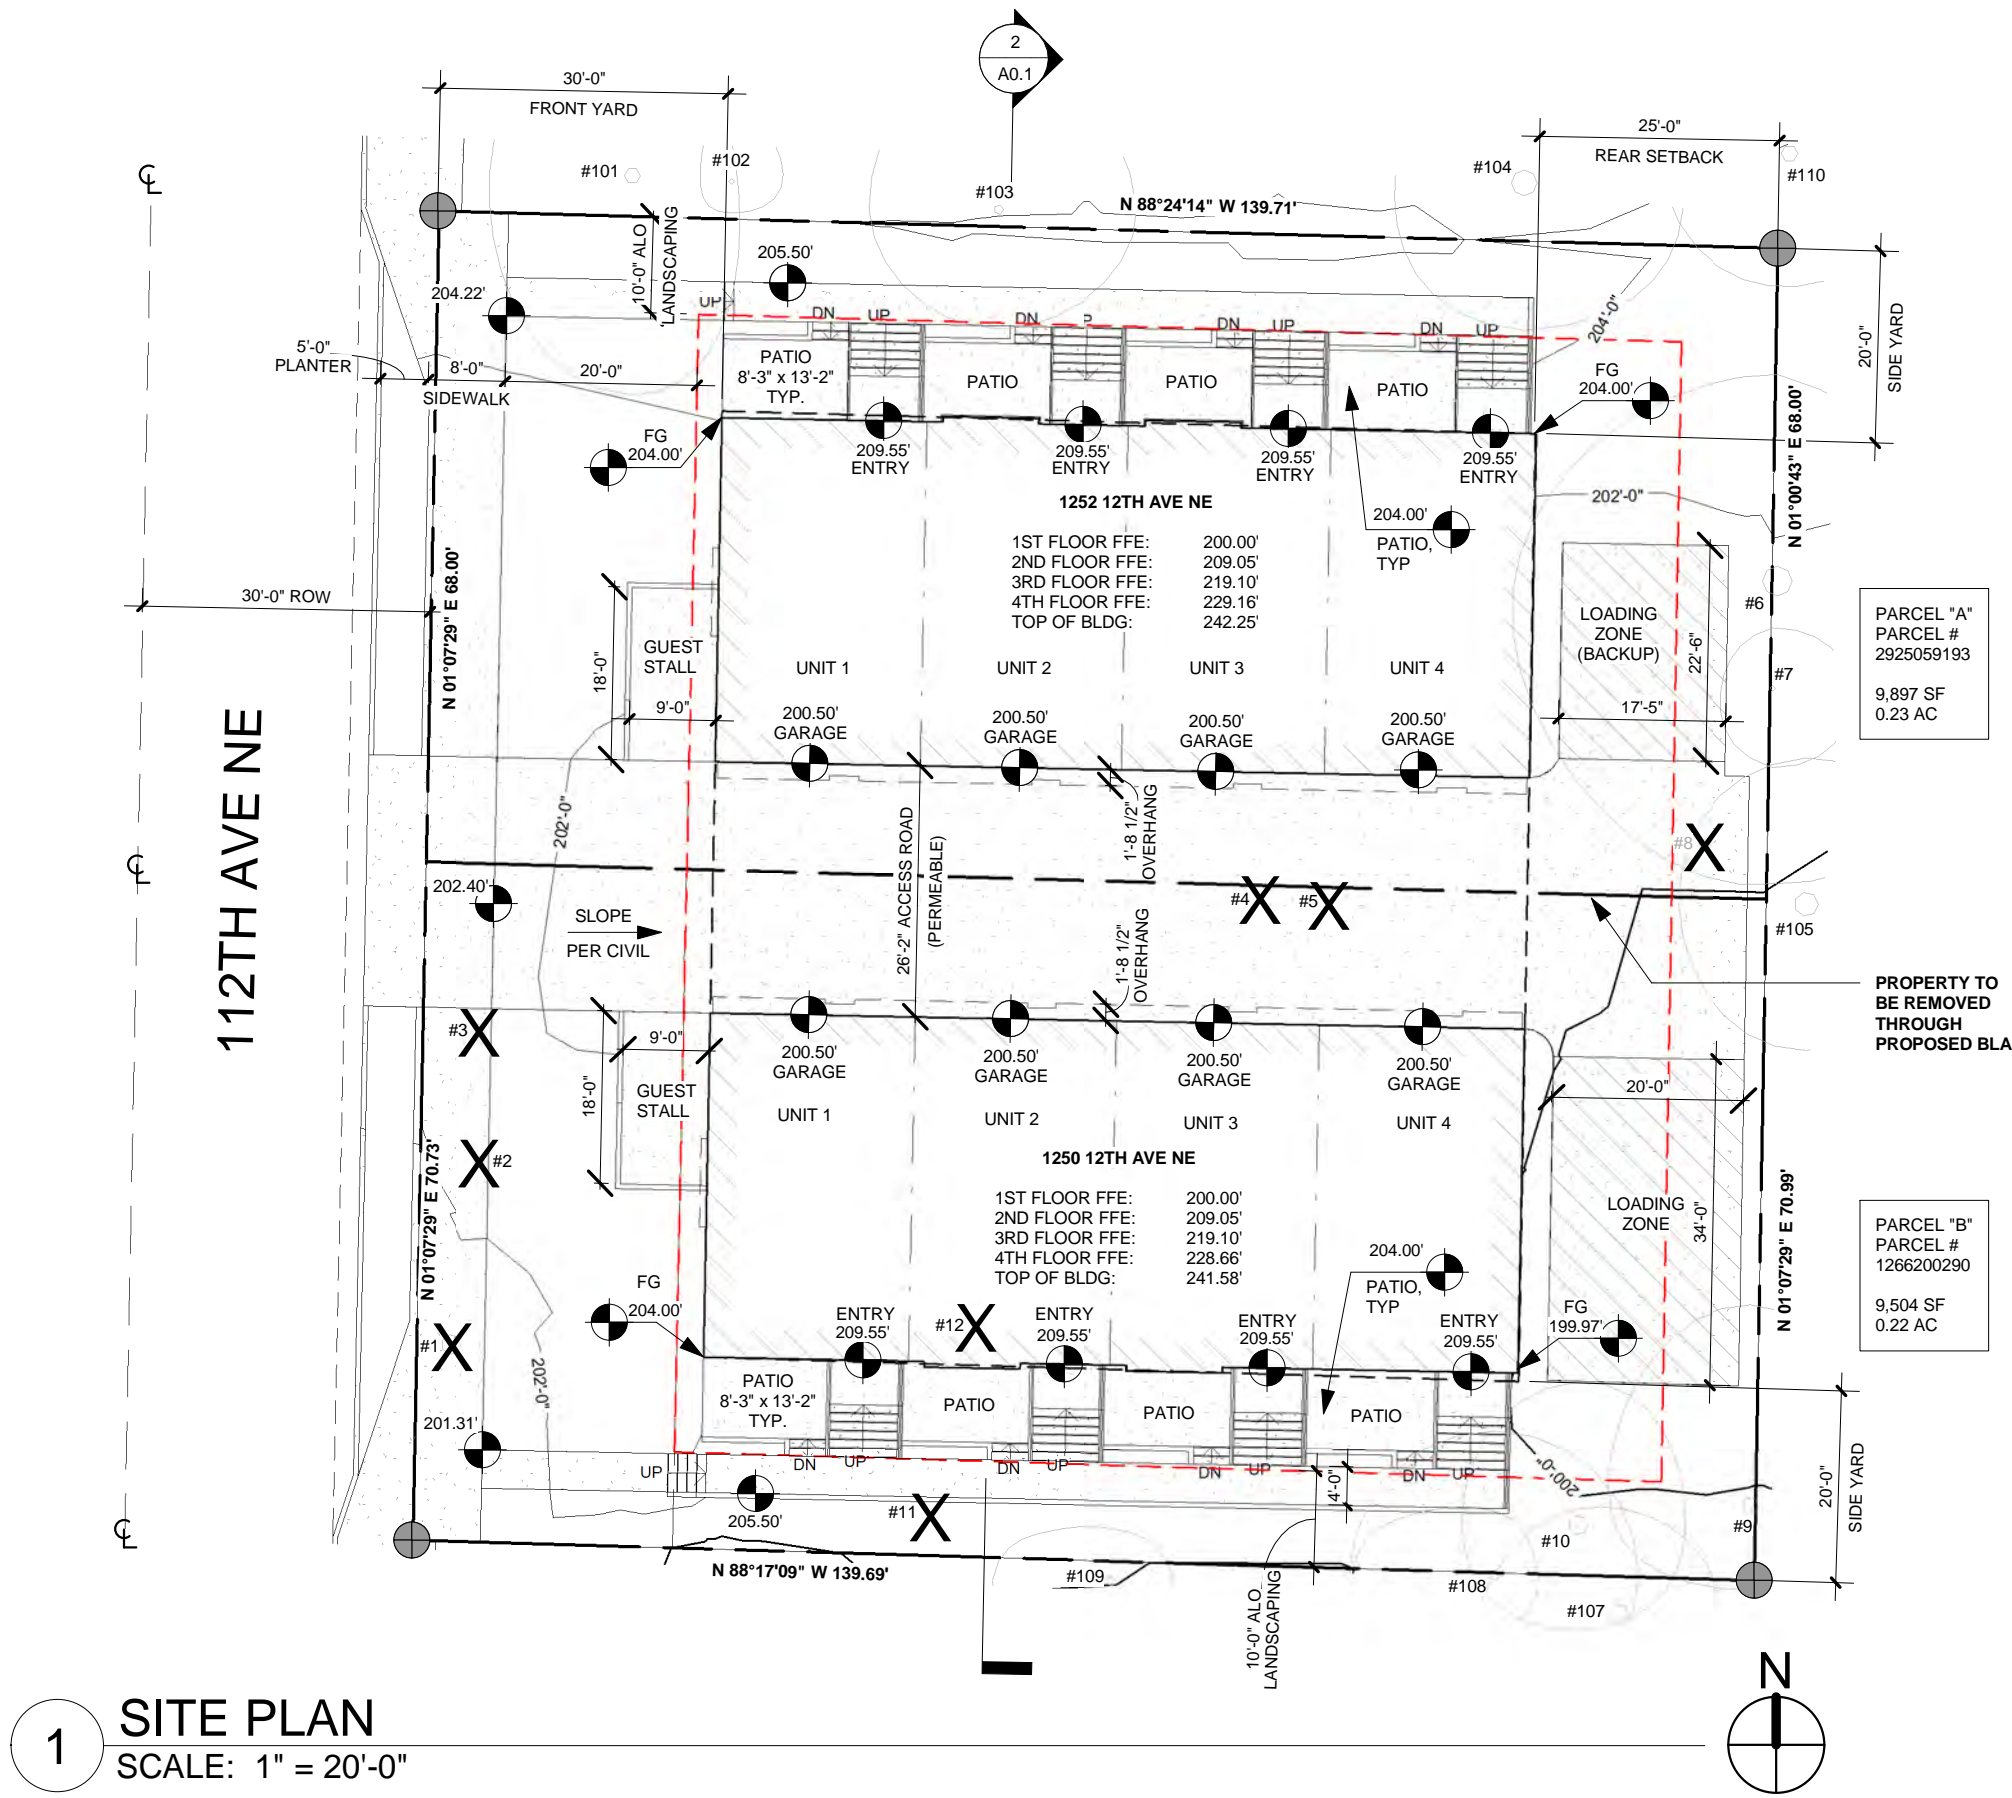 2
A0.1
30'-0"
FRONT YARD
25'-0"
REAR SETBACK
#101
#102
#103
#104
#110
N 88°24'14" W 139.71'
10'-0" ALO
LANDSCAPING
205.50'
204.22'
UP
DN
UP
DN
DN
UP
DN
UP
204'-0"
20'-0"
SIDE YARD
5'-0"
PLANTER
8'-0"
SIDEWALK
20'-0"
PATIO
8'-3" x 13'-2"
TYP.
PATIO
PATIO
PATIO
FG
204.00'
FG
204.00'
209.55'
ENTRY
209.55'
ENTRY
209.55'
ENTRY
209.55'
ENTRY
N 01°00'43" E 68.00'
202'-0"
1252 12TH AVE NE
1ST FLOOR FFE: 200.00'
2ND FLOOR FFE: 209.05'
3RD FLOOR FFE: 219.10'
4TH FLOOR FFE: 229.16'
TOP OF BLDG: 242.25'
204.00'
PATIO,
TYP
N 01°07'29" E 68.00'
30'-0" ROW
18'-0"
GUEST
STALL
9'-0"
UNIT 1
UNIT 2
UNIT 3
UNIT 4
LOADING
ZONE
(BACKUP)
22'-6"
17'-5"
#6
#7
PARCEL "A"
PARCEL #
2925059193
9,897 SF
0.23 AC
200.50'
GARAGE
200.50'
GARAGE
200.50'
GARAGE
200.50'
GARAGE
112TH AVE NE
202'-0"
26'-2" ACCESS ROAD
(PERMEABLE)
1'-8 1/2"
OVERHANG
#8
202.40'
SLOPE
PER CIVIL
#4
#5
#105
1'-8 1/2"
OVERHANG
PROPERTY TO
BE REMOVED
THROUGH
PROPOSED BLA
#3
9'-0"
18'-0"
GUEST
STALL
200.50'
GARAGE
200.50'
GARAGE
200.50'
GARAGE
200.50'
GARAGE
20'-0"
UNIT 1
UNIT 2
UNIT 3
UNIT 4
#2
N 01°07'29" E 70.73'
1250 12TH AVE NE
1ST FLOOR FFE: 200.00'
2ND FLOOR FFE: 209.05'
3RD FLOOR FFE: 219.10'
4TH FLOOR FFE: 228.66'
TOP OF BLDG: 241.58'
LOADING
ZONE
34'-0"
N 01°07'29" E 70.99'
PARCEL "B"
PARCEL #
1266200290
9,504 SF
0.22 AC
204.00'
PATIO,
TYP
FG
204.00'
FG
199.97'
#1
#12
ENTRY
209.55'
ENTRY
209.55'
ENTRY
209.55'
ENTRY
209.55'
202'-0"
PATIO
8'-3" x 13'-2"
TYP.
PATIO
PATIO
PATIO
201.31'
UP
DN
UP
DN
UP
DN
UP
DN
UP
4'-0"
200'-0"
20'-0"
SIDE YARD
205.50'
#11
#10
#9
N 88°17'09" W 139.69'
#109
#108
#107
10'-0" ALO
LANDSCAPING
N
1
SITE PLAN
SCALE: 1" = 20'-0"